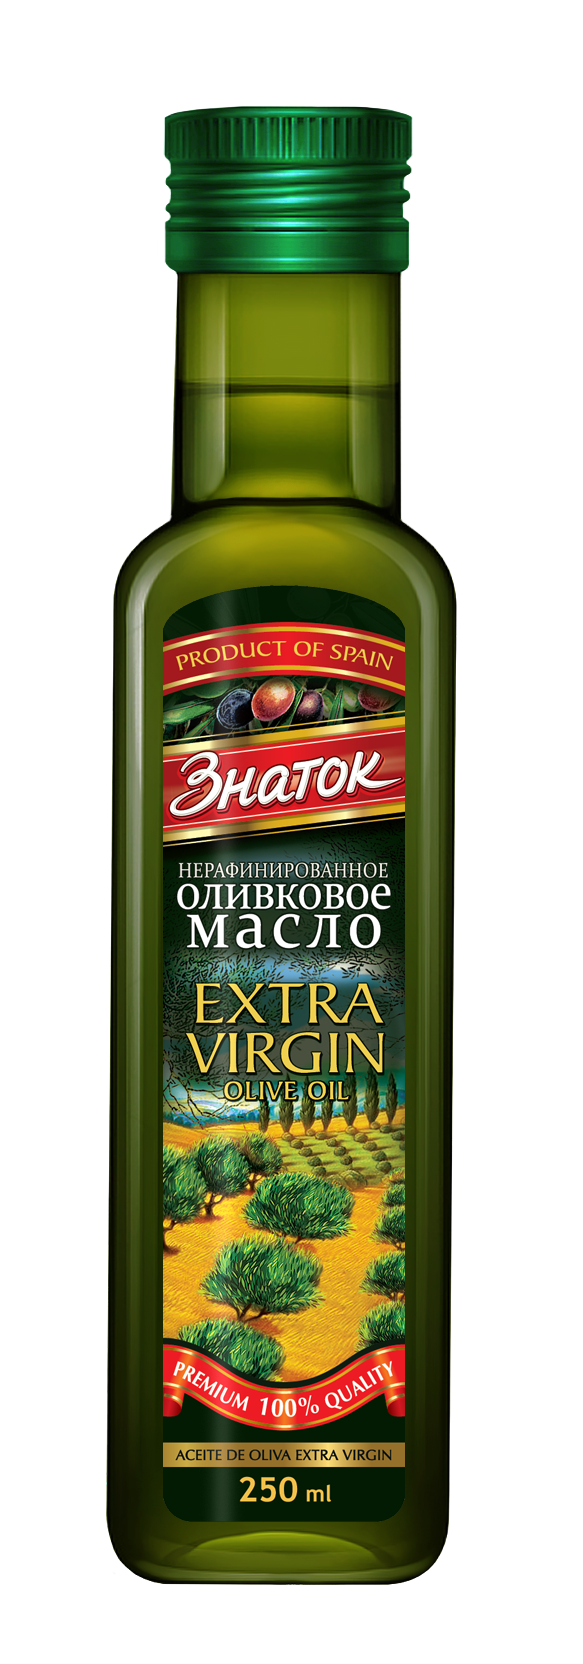 PRODUCT OF SPAIN
Знаток
НЕРАФИНИРОВАННОЕ
ОЛИВКОВОЕ
МАСЛО
EXTRA
VIRGIN
OLIVE OIL
PREMIUM 100% QUALITY
ACEITE DE OLIVA EXTRA VIRGIN
250 ml